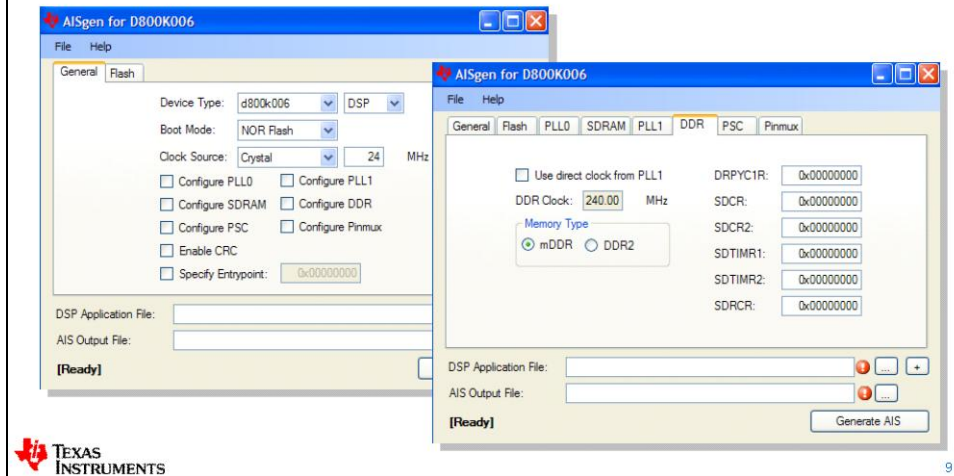 AISgen for D800K006
File Help
General Flash
Device Type: d800k006 DSP
Boot Mode: NOR Flash
Clock Source: Crystal 24 MHz
Configure PLL0 Configure PLL1
Configure SDRAM Configure DDR
Configure PSC Configure Pinmux
Enable CRC
Specify Entrypoint: 0x00000000
DSP Application File:
AIS Output File:
[Ready]
AISgen for D800K006
File Help
General Flash PLL0 SDRAM PLL1 DDR PSC Pinmux
Use direct clock from PLL1
DDR Clock: 240.00 MHz
Memory Type
mDDR DDR2
DRPYC1R: 0x00000000
SDCR: 0x00000000
SDCR2: 0x00000000
SDTIMR1: 0x00000000
SDTIMR2: 0x00000000
SDRCR: 0x00000000
DSP Application File: ... +
AIS Output File: ...
[Ready] Generate AIS
TEXAS
INSTRUMENTS
9